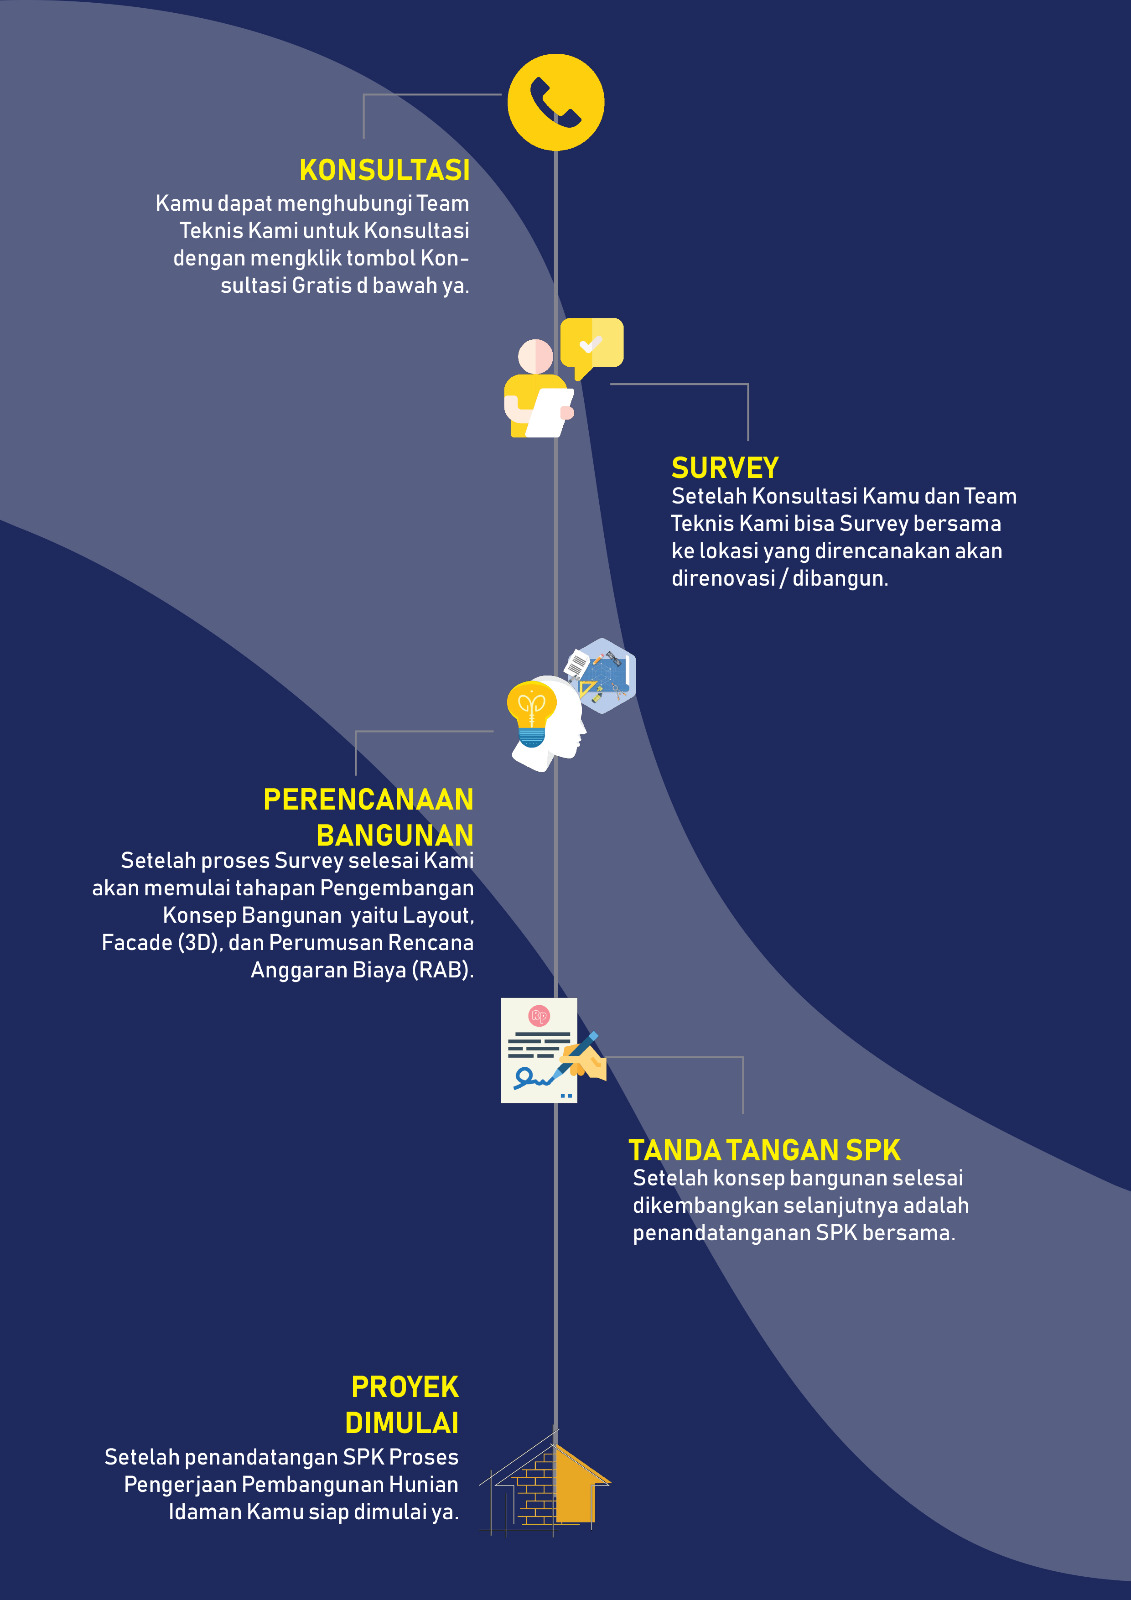 KONSULTASI
Kamu dapat menghubungi Team
Teknis Kami untuk Konsultasi
dengan mengklik tombol Kon-
sultasi Gratis d bawah ya.
SURVEY
Setelah Konsultasi Kamu dan Team
Teknis Kami bisa Survey bersama
ke lokasi yang direncanakan akan
direnovasi / dibangun.
PERENCANAAN
BANGUNAN
Setelah proses Survey selesai Kami
akan memulai tahapan Pengembangan
Konsep Bangunan  yaitu Layout,
Facade (3D), dan Perumusan Rencana
Anggaran Biaya (RAB).
Rp
TANDA TANGAN SPK
Setelah konsep bangunan selesai
dikembangkan selanjutnya adalah
penandatanganan SPK bersama.
PROYEK
DIMULAI
Setelah penandatangan SPK Proses
Pengerjaan Pembangunan Hunian
Idaman Kamu siap dimulai ya.